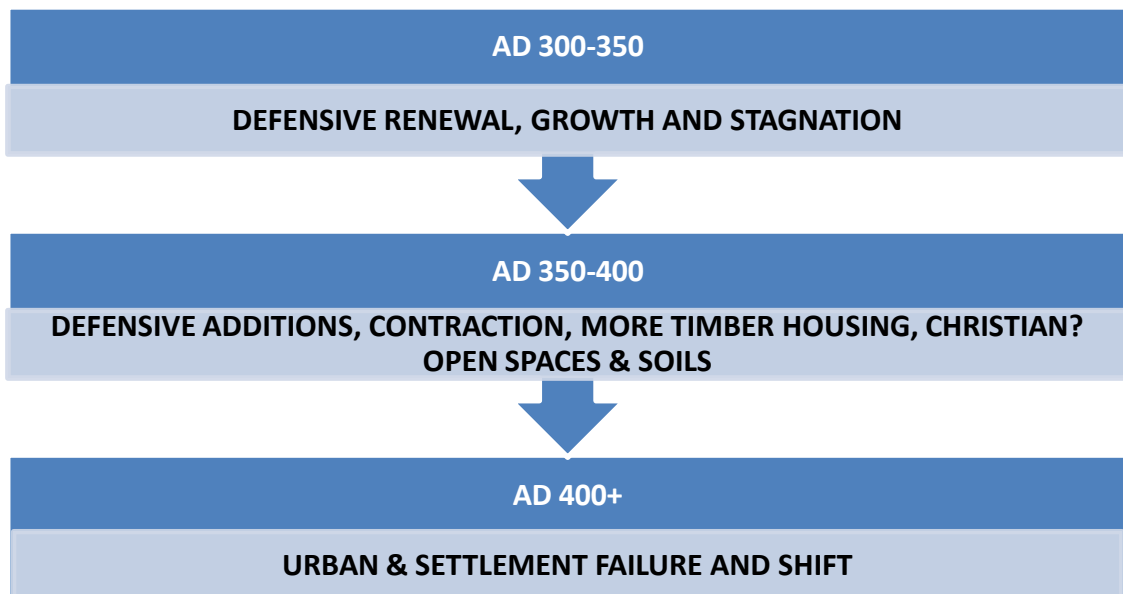 AD 300-350
DEFENSIVE RENEWAL, GROWTH AND STAGNATION
AD 350-400
DEFENSIVE ADDITIONS, CONTRACTION, MORE TIMBER HOUSING, CHRISTIAN?
OPEN SPACES & SOILS
AD 400+
URBAN & SETTLEMENT FAILURE AND SHIFT